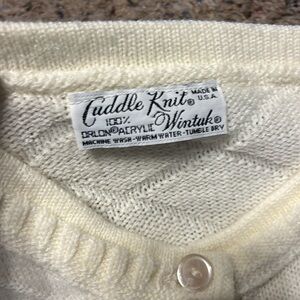 Cuddle Knit® MADE IN
U.S.A.
100%
ORLON® ACRYLIC Wintuk®
MACHINE WASH-WARM WATER-TUMBLE DRY